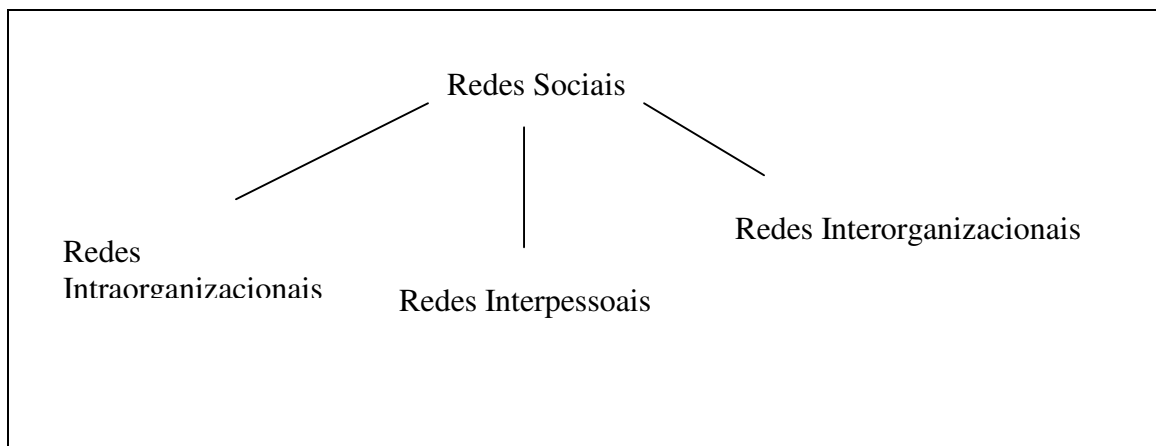 Redes Sociais
Redes
Intraorganizacionais
Redes Interpessoais
Redes Interorganizacionais